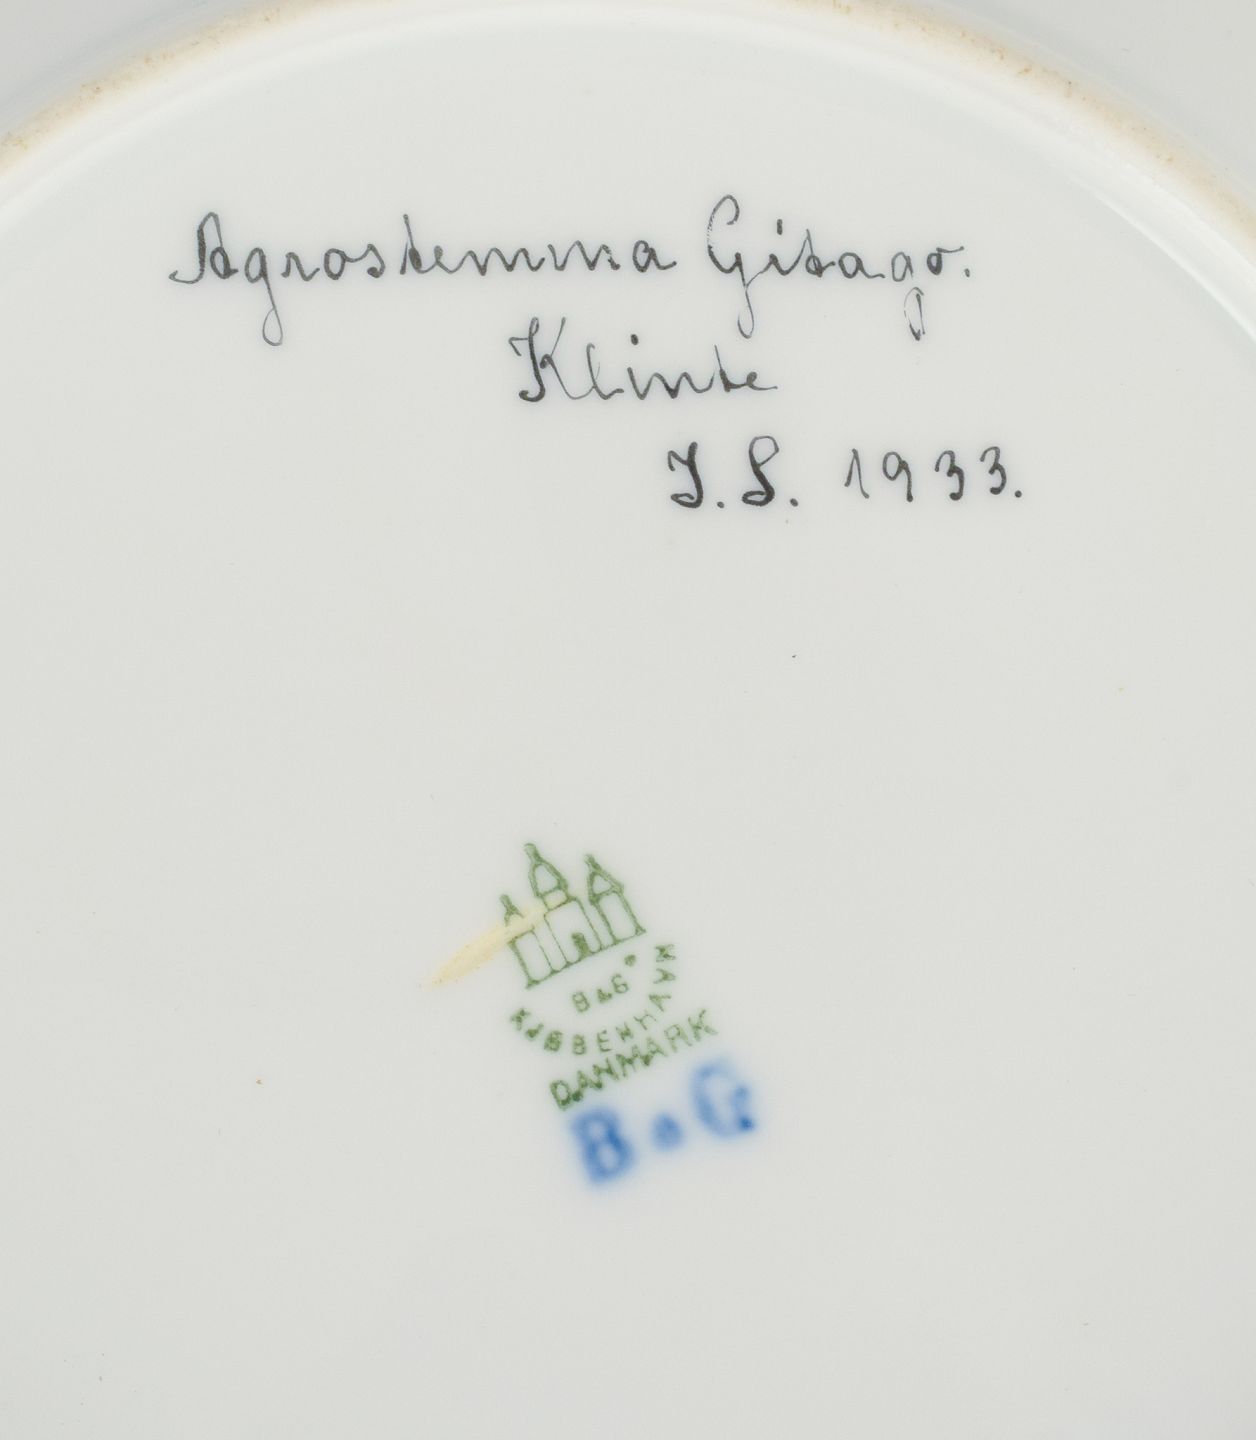 Agrostemma Gitago.
Klinte
I.S. 1933.
B&G
KJØBENHAVN
DANMARK
B&G